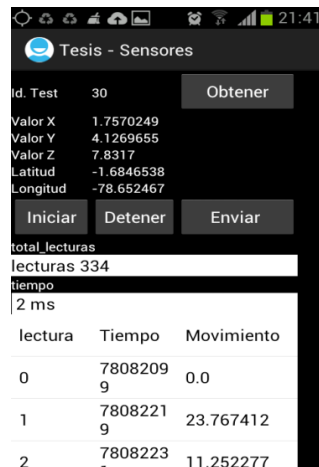 21:41
Tesis - Sensores
Id. Test 30 Obtener
Valor X 1.7570249
Valor Y 4.1269655
Valor Z 7.8317
Latitud -1.6846538
Longitud -78.652467
Iniciar Detener Enviar
total_lecturas
lecturas 334
tiempo
2 ms
lectura Tiempo Movimiento
0 7808209 0.0
9
1 7808221 23.767412
9
2 7808223 11.252277